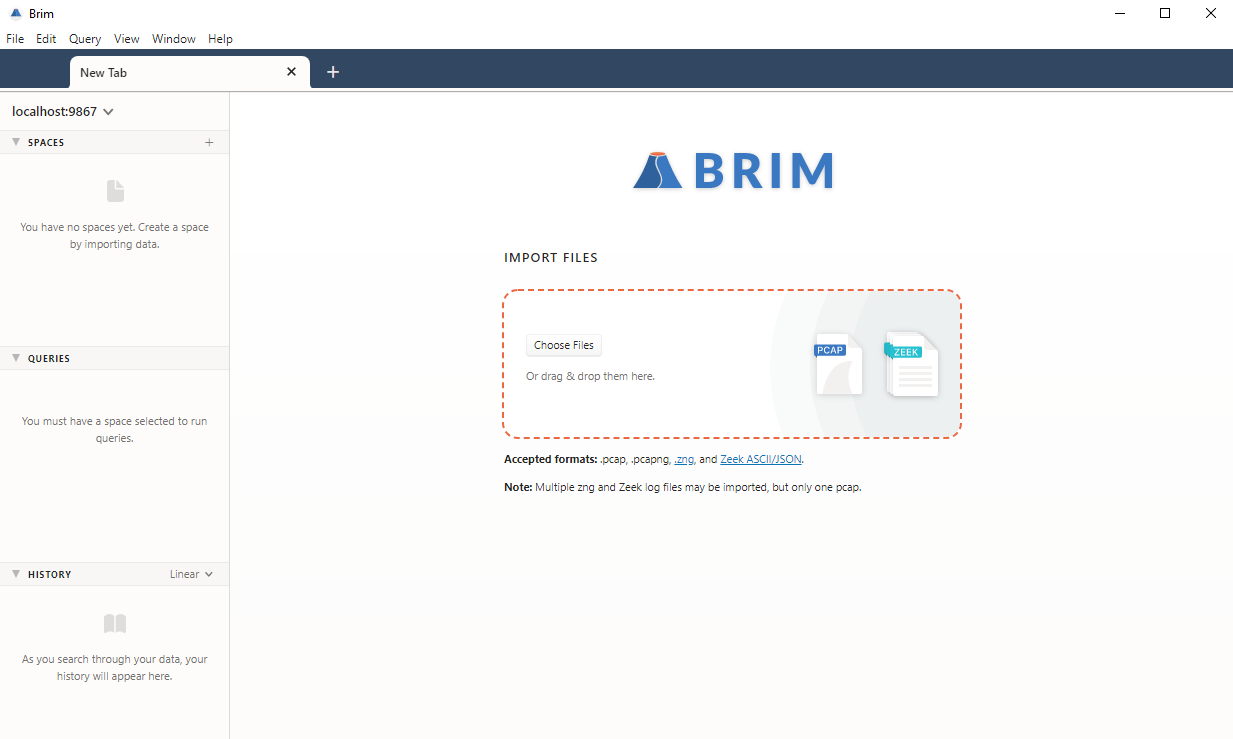 Brim
File Edit Query View Window Help
New Tab
localhost:9867
SPACES
You have no spaces yet. Create a space
by importing data.
QUERIES
You must have a space selected to run
queries.
HISTORY Linear
As you search through your data, your
history will appear here.
BRIM
IMPORT FILES
Choose Files
Or drag & drop them here.
PCAP
ZEEK
Accepted formats: .pcap, .pcapng, .zng, and Zeek ASCII/JSON.
Note: Multiple zng and Zeek log files may be imported, but only one pcap.